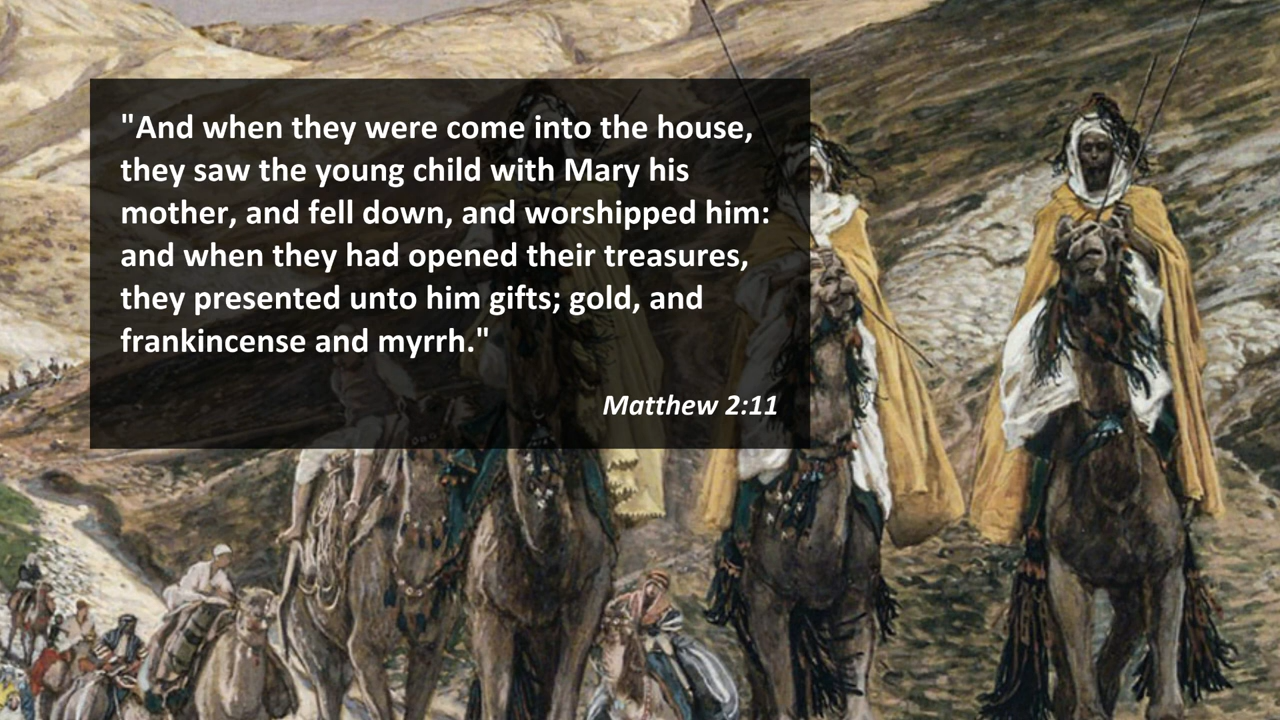 "And when they were come into the house,
they saw the young child with Mary his
mother, and fell down, and worshipped him:
and when they had opened their treasures,
they presented unto him gifts; gold, and
frankincense and myrrh."
Matthew 2:11